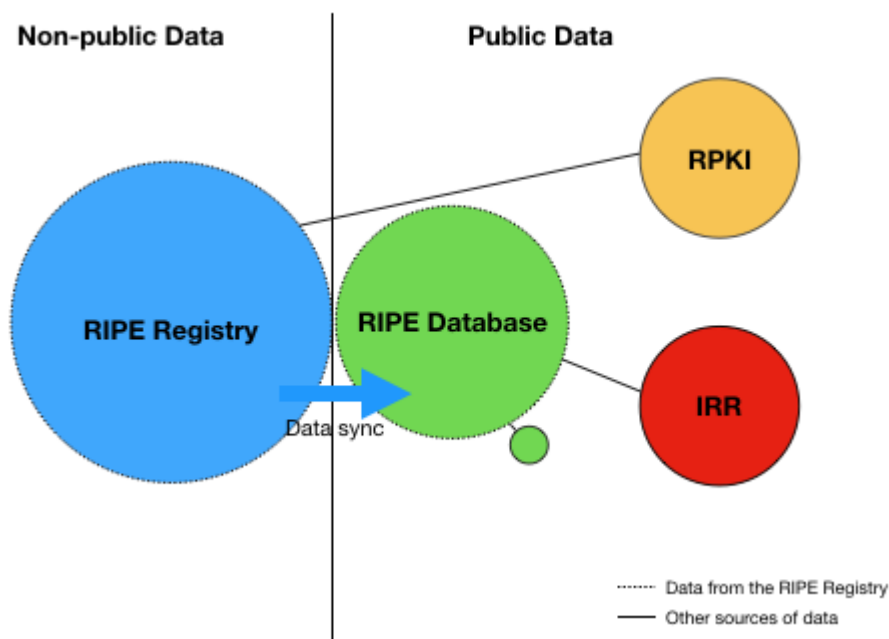 Non-public Data
Public Data
RPKI
RIPE Registry
RIPE Database
Data sync
IRR
Data from the RIPE Registry
Other sources of data